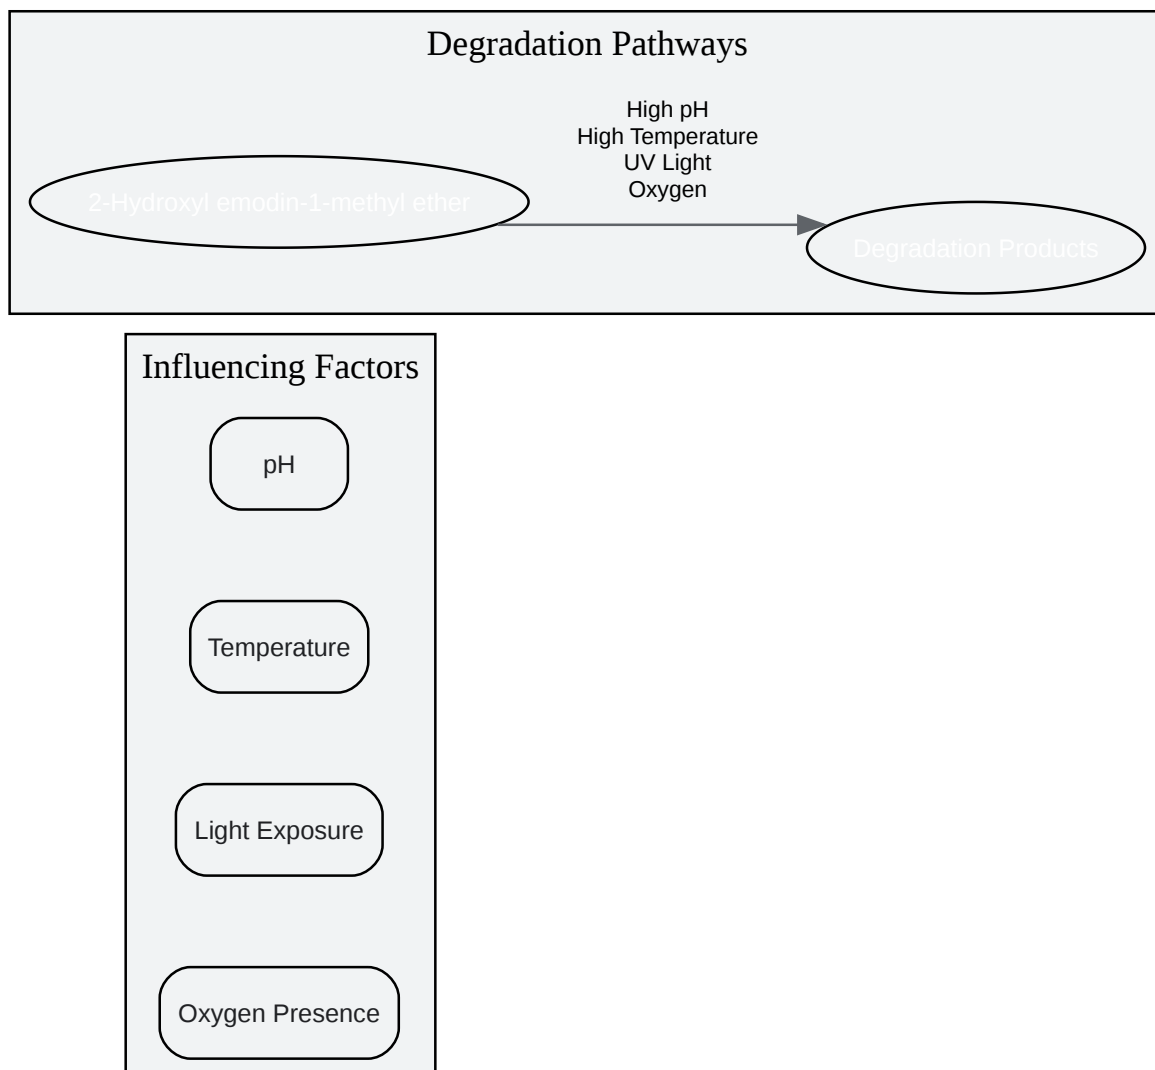 Degradation Pathways
High pH
High Temperature
UV Light
Oxygen
2-Hydroxyl emodin-1-methyl ether
Degradation Products
Influencing Factors
pH
Temperature
Light Exposure
Oxygen Presence